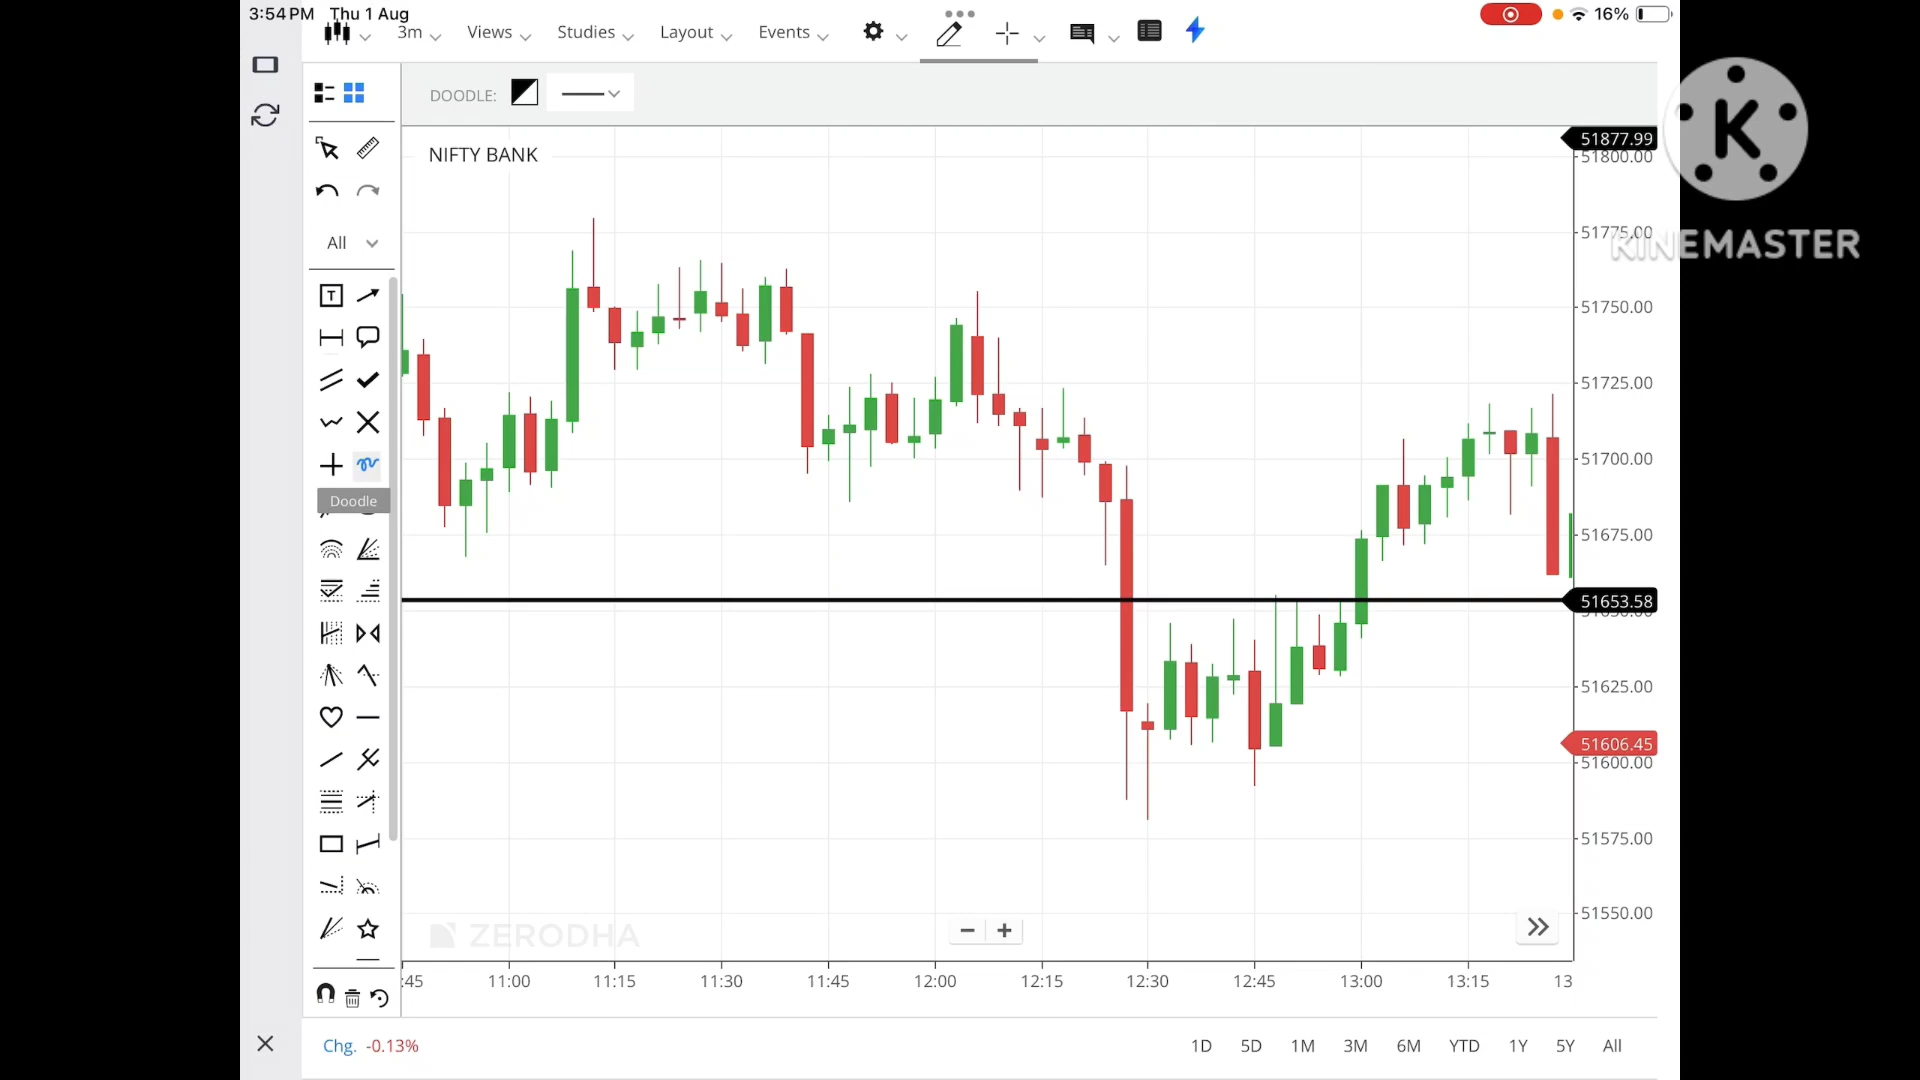 3:54 PM Thu 1 Aug
16%
3m Views Studies Layout Events
DOODLE:
51877.99
51800.00
NIFTY BANK
KINEMASTER
K
51775.00
All
T
51750.00
51725.00
51700.00
Doodle
51675.00
51653.58
51625.00
51606.45
51600.00
51575.00
51550.00
ZERODHA
:45 11:00 11:15 11:30 11:45 12:00 12:15 12:30 12:45 13:00 13:15 13
Chg. -0.13%
1D 5D 1M 3M 6M YTD 1Y 5Y All